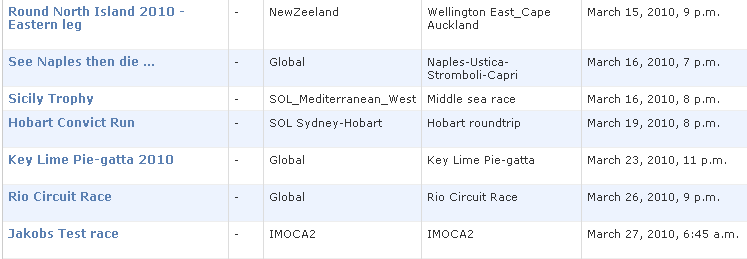 Round North Island 2010 - - NewZeeland Wellington East_Cape March 15, 2010, 9 p.m.
Eastern leg Auckland
See Naples then die ... - Global Naples-Ustica- March 16, 2010, 7 p.m.
Stromboli-Capri
Sicily Trophy - SOL_Mediterranean_West Middle sea race March 16, 2010, 8 p.m.
Hobart Convict Run - SOL Sydney-Hobart Hobart roundtrip March 19, 2010, 8 p.m.
Key Lime Pie-gatta 2010 - Global Key Lime Pie-gatta March 23, 2010, 11 p.m.
Rio Circuit Race - Global Rio Circuit Race March 26, 2010, 9 p.m.
Jakobs Test race - IMOCA2 IMOCA2 March 27, 2010, 6:45 a.m.